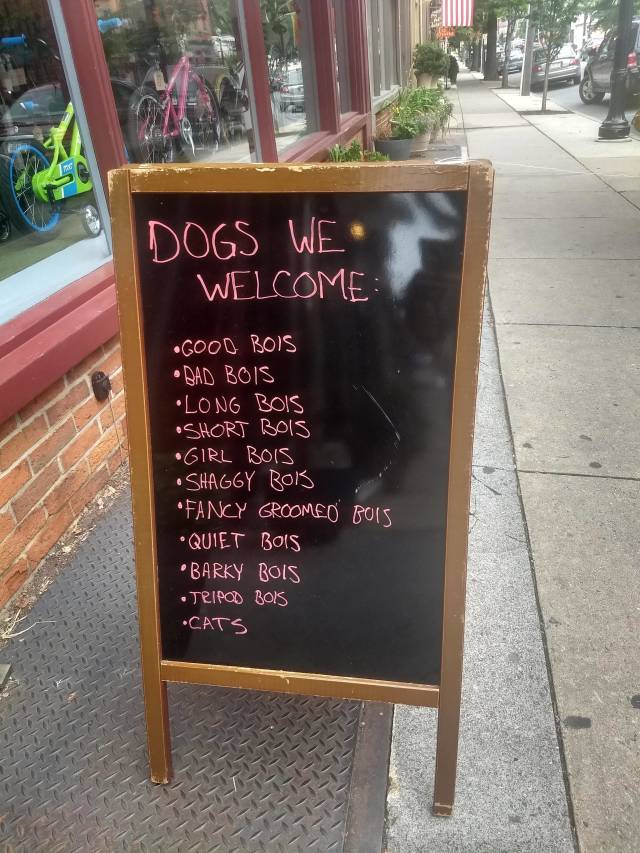 DOGS WE
WELCOME:
•GOOD BOIS
•BAD BOIS
•LONG BOIS
•SHORT BOIS
•GIRL BOIS
•SHAGGY BOIS
•FANCY GROOMED BOIS
•QUIET BOIS
•BARKY BOIS
•TRIPOD BOIS
•CATS